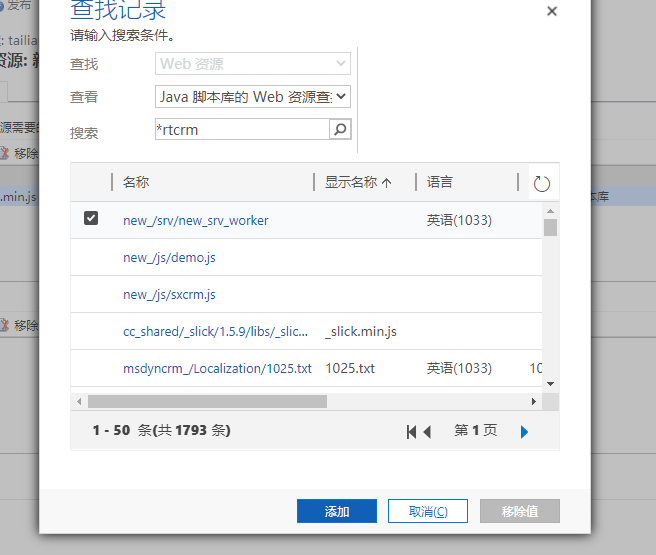 发布
查找记录
请输入搜索条件。
: tailia
资源: 新
查找 Web 资源
查看 Java 脚本库的 Web 资源查
源需要的
搜索 *rtcrm
移除
名称 显示名称 语言
.min.js
本库
new_/srv/new_srv_worker 英语(1033)
new_/js/demo.js
new_/js/sxcrm.js
移除
cc_shared/_slick/1.5.9/libs/_slic... _slick.min.js
msdyncrm_/Localization/1025.txt 1025.txt 英语(1033) 10
1 - 50 条(共 1793 条) 第 1 页
添加 取消(C) 移除值